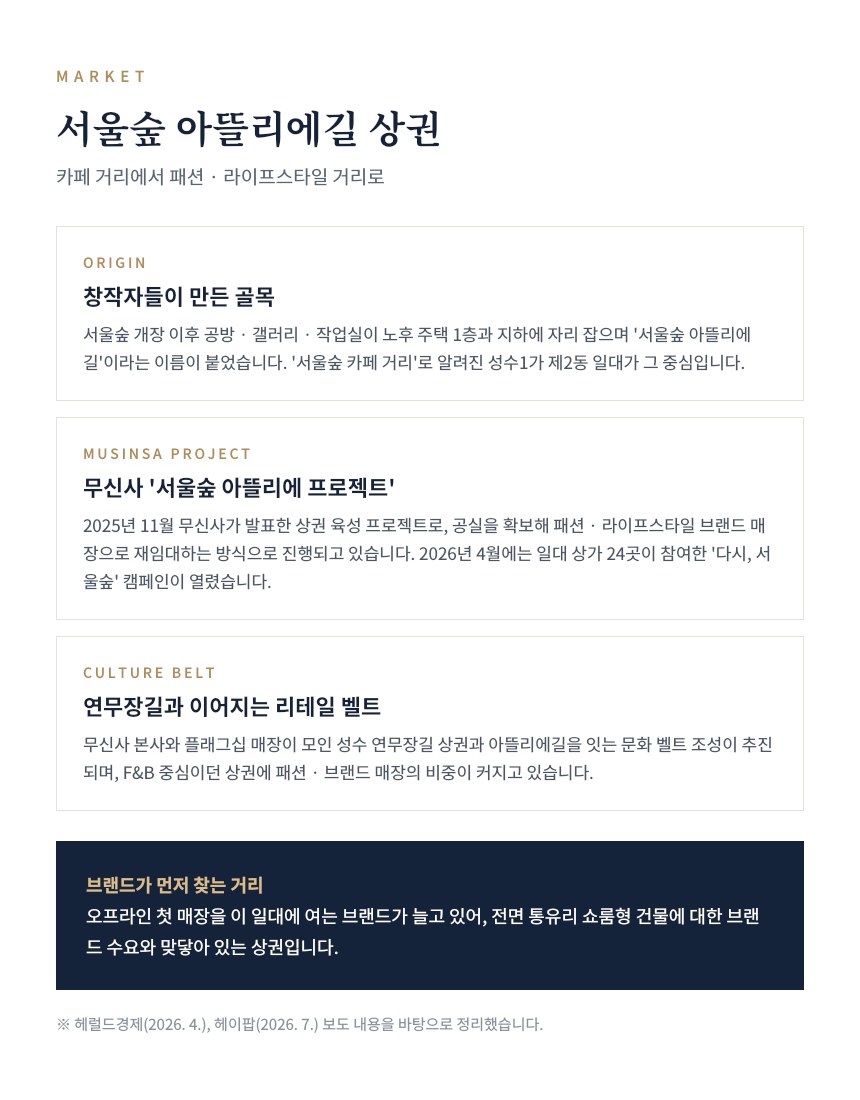 MARKET
서울숲 아뜰리에길 상권
카페 거리에서 패션 · 라이프스타일 거리로
ORIGIN
창작자들이 만든 골목
서울숲 개장 이후 공방 · 갤러리 · 작업실이 노후 주택 1층과 지하에 자리 잡으며 '서울숲 아뜰리에
길'이라는 이름이 붙었습니다. '서울숲 카페 거리'로 알려진 성수1가 제2동 일대가 그 중심입니다.
MUSINSA PROJECT
무신사 '서울숲 아뜰리에 프로젝트'
2025년 11월 무신사가 발표한 상권 육성 프로젝트로, 공실을 확보해 패션 · 라이프스타일 브랜드 매
장으로 재임대하는 방식으로 진행되고 있습니다. 2026년 4월에는 일대 상가 24곳이 참여한 '다시, 서
울숲' 캠페인이 열렸습니다.
CULTURE BELT
연무장길과 이어지는 리테일 벨트
무신사 본사와 플래그십 매장이 모인 성수 연무장길 상권과 아뜰리에길을 잇는 문화 벨트 조성이 추진
되며, F&B 중심이던 상권에 패션 · 브랜드 매장의 비중이 커지고 있습니다.
브랜드가 먼저 찾는 거리
오프라인 첫 매장을 이 일대에 여는 브랜드가 늘고 있어, 전면 통유리 쇼룸형 건물에 대한 브랜
드 수요와 맞닿아 있는 상권입니다.
※ 헤럴드경제(2026. 4.), 헤이팝(2026. 7.) 보도 내용을 바탕으로 정리했습니다.